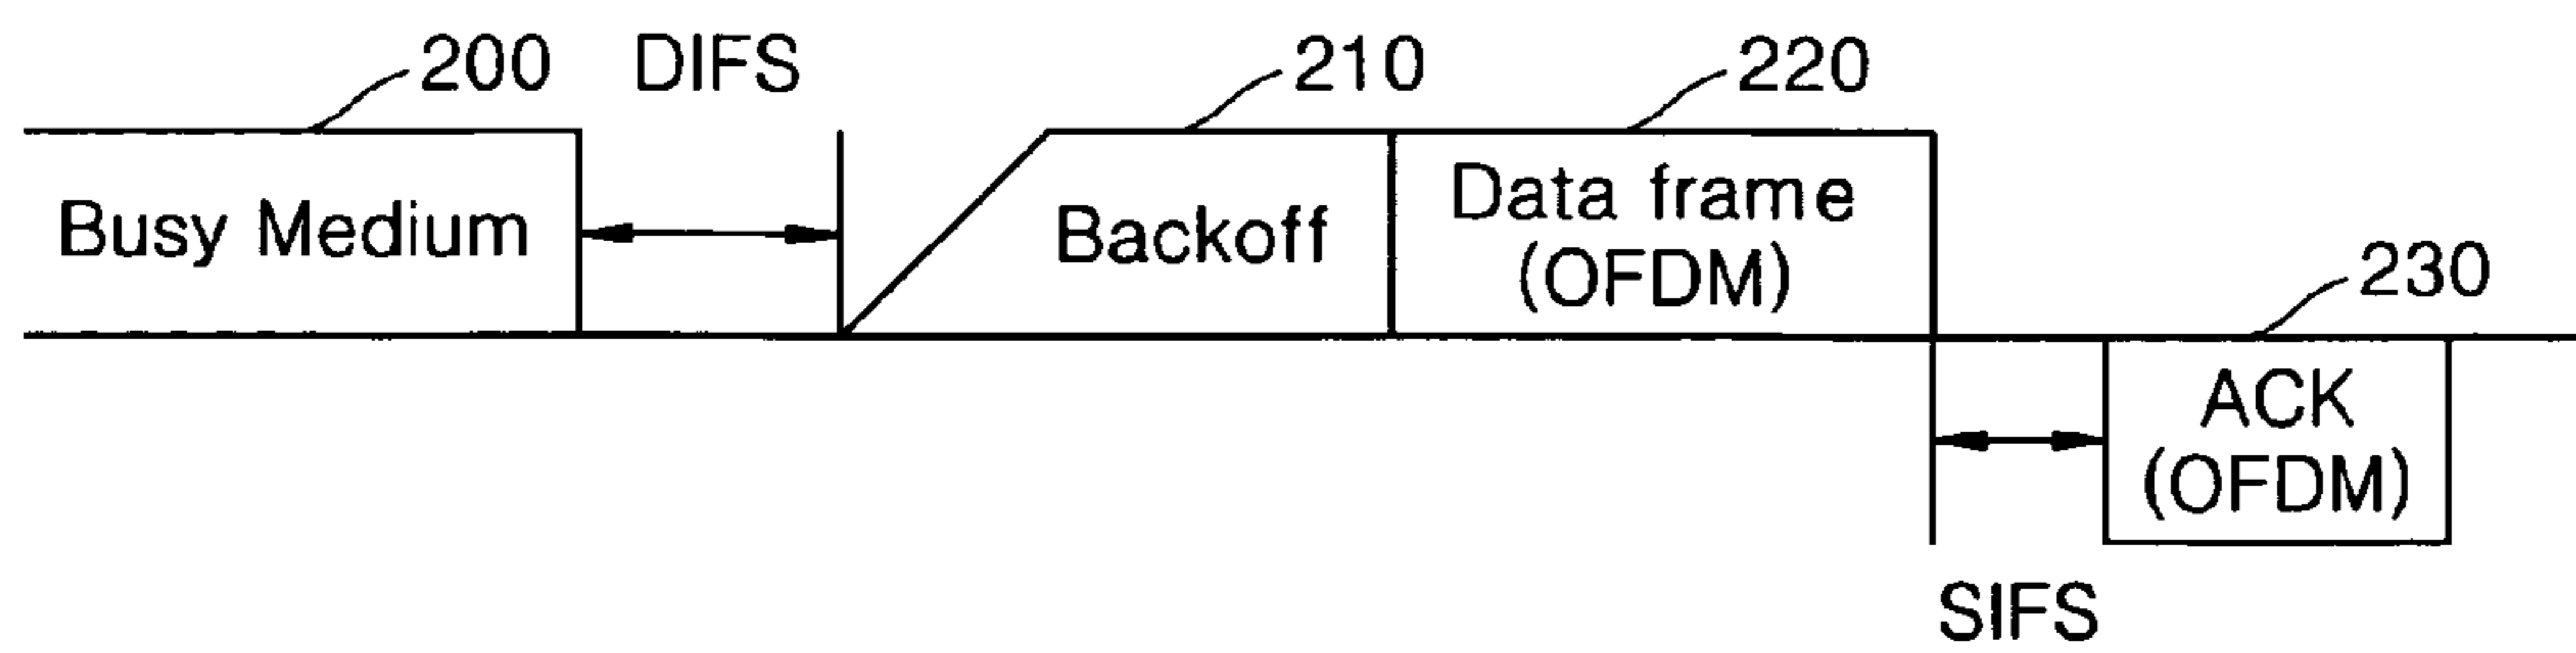 200
DIFS
210
220
Busy Medium
Backoff
Data frame
(OFDM)
230
ACK
(OFDM)
SIFS